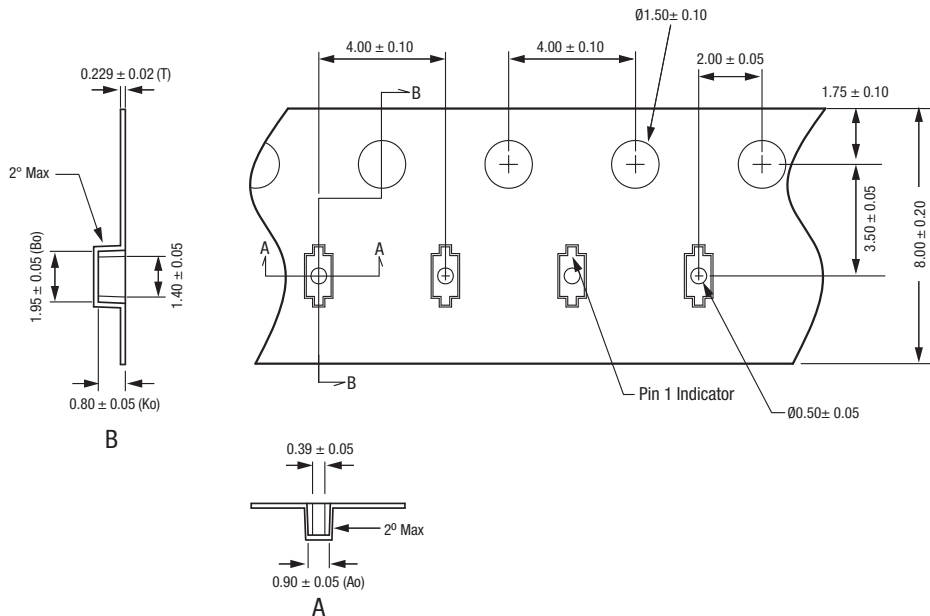 Ø1.50± 0.10
4.00 ± 0.10
4.00 ± 0.10
2.00 ± 0.05
0.229 ± 0.02 (T)
B
1.75 ± 0.10
2° Max
3.50 ± 0.05
8.00 ± 0.20
A
A
1.95 ± 0.05 (Bo)
1.40 ± 0.05
B
Pin 1 Indicator
Ø0.50± 0.05
0.80 ± 0.05 (Ko)
B
0.39 ± 0.05
2º Max
0.90 ± 0.05 (Ao)
A